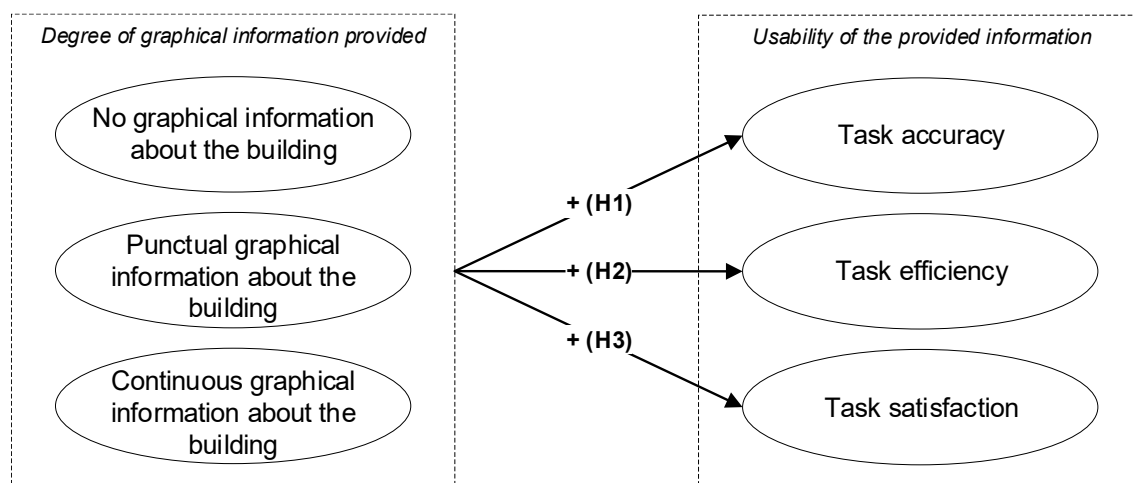 Degree of graphical information provided
No graphical information
about the building
Punctual graphical
information about the
building
Continuous graphical
information about the
building
+ (H1)
+ (H2)
+ (H3)
Usability of the provided information
Task accuracy
Task efficiency
Task satisfaction